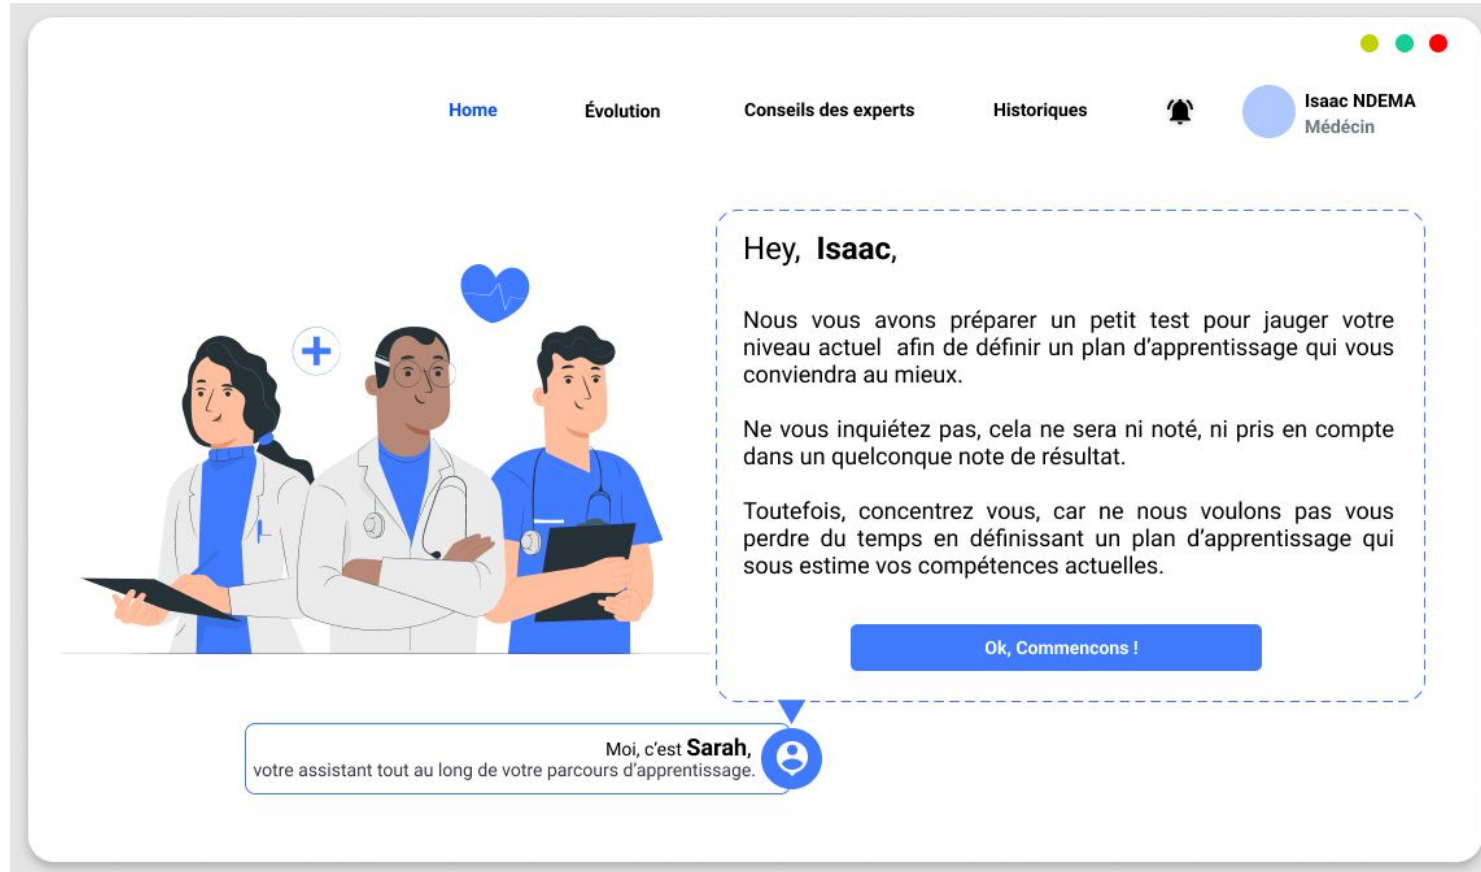 Home
Évolution
Conseils des experts
Historiques
Isaac NDEMA
Médécin
Hey, Isaac,
Nous vous avons préparer un petit test pour jauger votre
niveau actuel afin de définir un plan d'apprentissage qui vous
conviendra au mieux.
Ne vous inquiétez pas, cela ne sera ni noté, ni pris en compte
dans un quelconque note de résultat.
Toutefois, concentrez vous, car ne nous voulons pas vous
perdre du temps en définissant un plan d'apprentissage qui
sous estime vos compétences actuelles.
Ok, Commencons !
Moi, c'est Sarah,
votre assistant tout au long de votre parcours d'apprentissage.